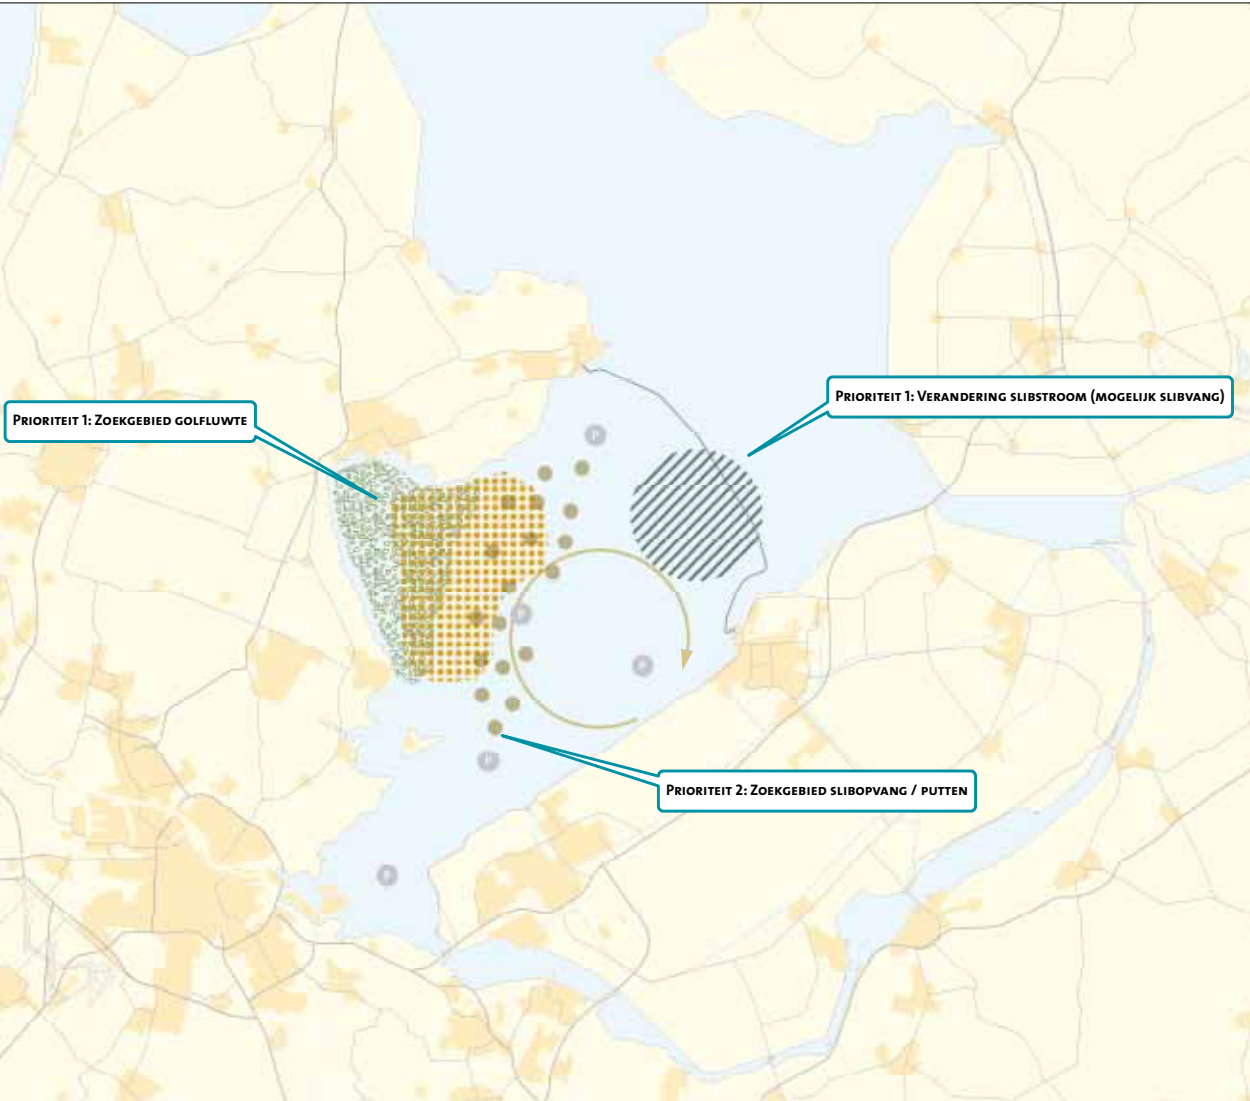 Prioriteit 1: Verandering slibstroom (mogelijk slibvang)
Prioriteit 1: Zoekgebied golfluwte
P
P
P
P
Prioriteit 2: Zoekgebied slibopvang / putten
P